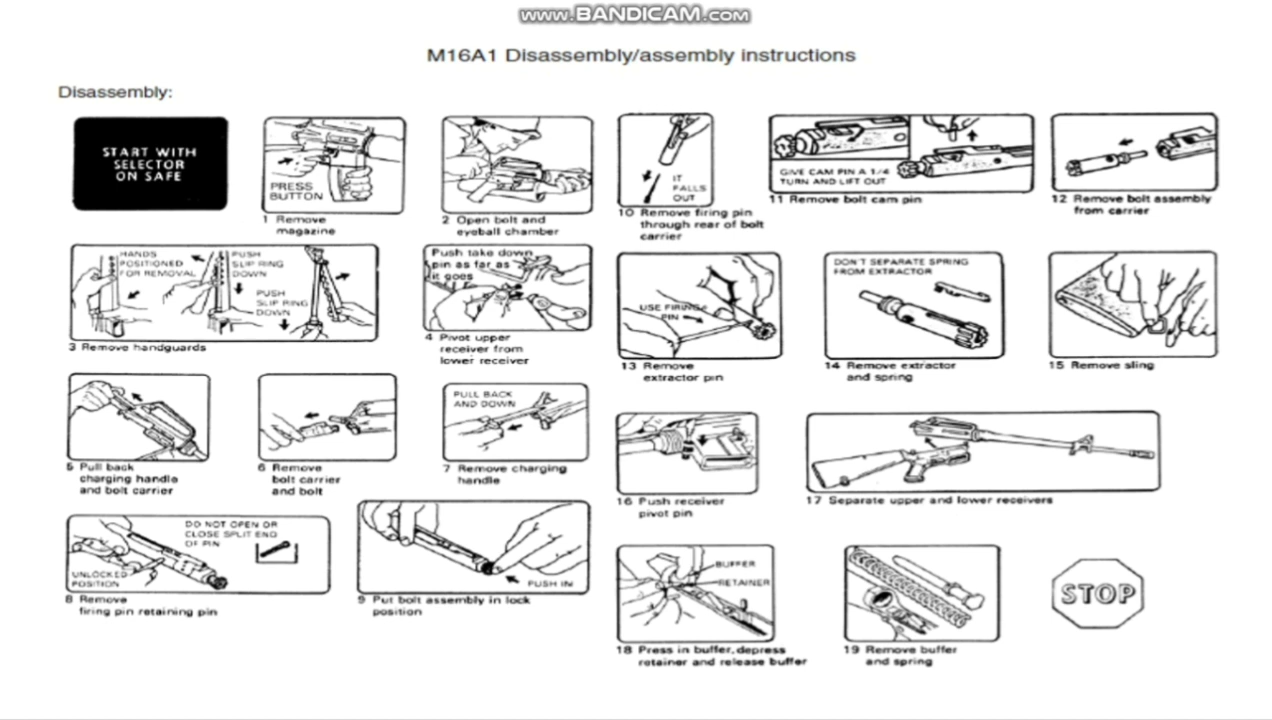 www.BANDICAM.com
M16A1 Disassembly/assembly instructions
Disassembly:
START WITH
SELECTOR
ON SAFE
PRESS
BUTTON
1 Remove
magazine
2 Open bolt and
eyeball chamber
HANDS
POSITIONED
FOR REMOVAL
PUSH
SLIP RING
DOWN
PUSH
SLIP RING
DOWN
3 Remove handguards
Push take down
pin as far as
it goes
4 Pivot upper
receiver from
lower receiver
5 Pull back
charging handle
and bolt carrier
6 Remove
bolt carrier
and bolt
PULL BACK
AND DOWN
7 Remove charging
handle
DO NOT OPEN OR
CLOSE SPLIT END
OF PIN
UNLOCKED
POSITION
8 Remove
firing pin retaining pin
PUSH IN
9 Put bolt assembly in lock
position
IT
FALLS
OUT
10 Remove firing pin
through rear of bolt
carrier
GIVE CAM PIN A 1/4
TURN AND LIFT OUT
11 Remove bolt cam pin
12 Remove bolt assembly
from carrier
USE FIRING
PIN
13 Remove
extractor pin
DON'T SEPARATE SPRING
FROM EXTRACTOR
14 Remove extractor
and spring
15 Remove sling
16 Push receiver
pivot pin
17 Separate upper and lower receivers
BUFFER
RETAINER
18 Press in buffer, depress
retainer and release buffer
19 Remove buffer
and spring
STOP